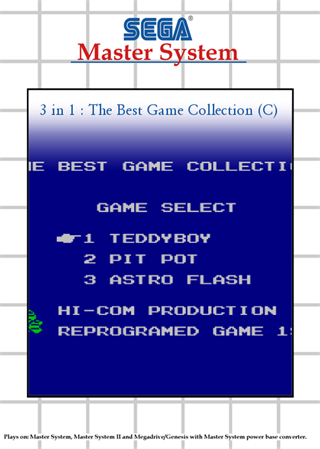 SEGA®
Master System
3 in 1 : The Best Game Collection (C)
E BEST GAME COLLECTI
GAME SELECT
1 TEDDYBOY
2 PIT POT
3 ASTRO FLASH
HI-COM PRODUCTION
REPROGRAMED GAME 1
Plays on: Master System, Master System II and Megadrive/Genesis with Master System power base converter.